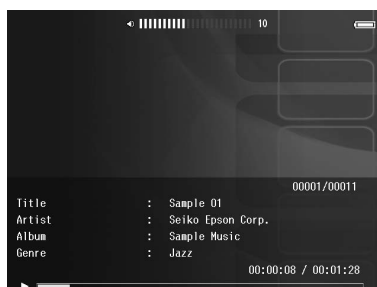 10
00001/00011
Title : Sample 01
Artist : Seiko Epson Corp.
Album : Sample Music
Genre : Jazz
00:00:08 / 00:01:28